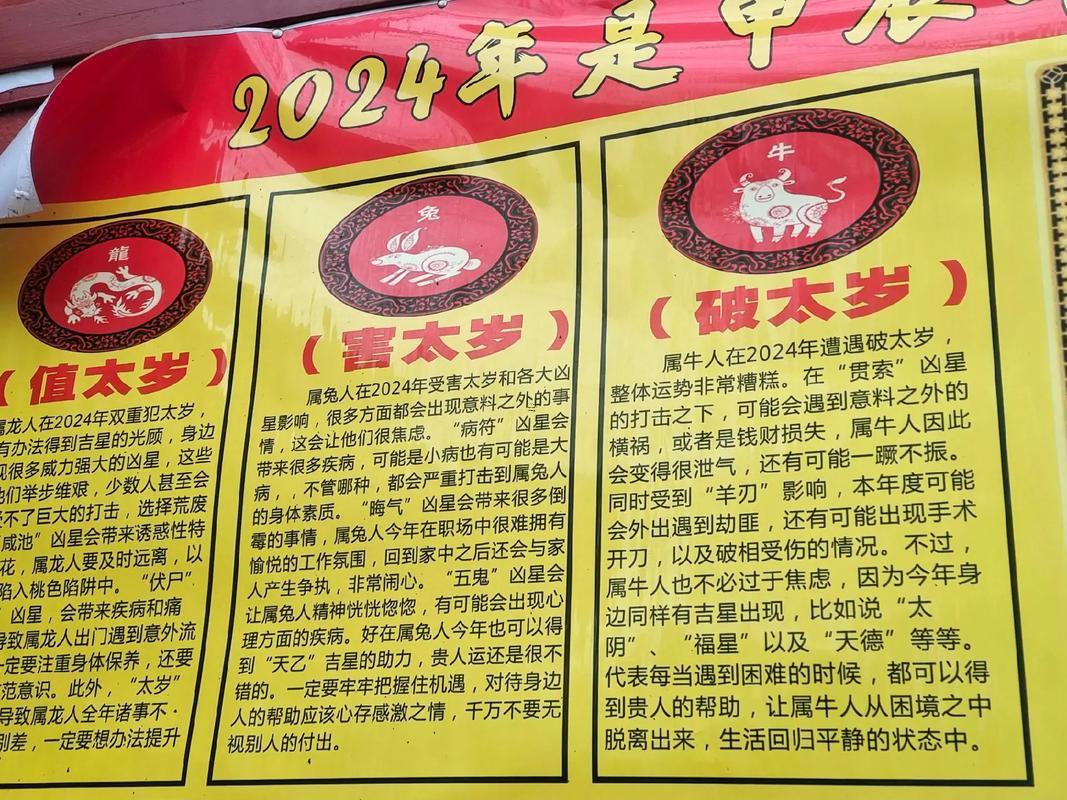 2024年是甲辰
龍
（值太岁）
属龙人在2024年双重犯太岁，
有办法得到吉星的光顾，身边
很多威力强大的凶星，这些
他们举步维艰，少数人甚至会
受不了巨大的打击，选择荒废
咸池”凶星会带来诱惑性特
花，属龙人要及时远离，以
陷入桃色陷阱中。“伏尸”
”凶星，会带来疾病和痛
导致属龙人出门遇到意外流
一定要注重身体保养，还要
范意识。此外，“太岁”
导致属龙人全年诸事不·
别差，一定要想办法提升
兔
（害太岁）
属兔人在2024年受害太岁和各大凶
星影响，很多方面都会出现意料之外的事
情，这会让他们很焦虑。“病符”凶星会
带来很多疾病，可能是小病也有可能是大
病，，不管哪种，都会严重打击到属兔人
的身体素质。“晦气”凶星会带来很多倒
霉的事情，属兔人今年在职场中很难拥有
愉悦的工作氛围，回到家中之后还会与家
人产生争执，非常闹心。“五鬼”凶星会
让属兔人精神恍恍惚惚，有可能会出现心
理方面的疾病。好在属兔人今年也可以得
到“天乙”吉星的助力，贵人运还是很不
错的。一定要牢牢把握住机遇，对待身边
人的帮助应该心存感激之情，千万不要无
视别人的付出。
牛
（破太岁）
属牛人在2024年遭遇破太岁，
整体运势非常糟糕。在“贯索”凶星
的打击之下，可能会遇到意料之外的
横祸，或者是钱财损失，属牛人因此
会变得很泄气，还有可能一蹶不振。
同时受到“羊刃”影响，本年度可能
会外出遇到劫匪，还有可能出现手术
开刀，以及破相受伤的情况。不过，
属牛人也不必过于焦虑，因为今年身
边同样有吉星出现，比如说“太
阴”、“福星”以及“天德”等等。
代表每当遇到困难的时候，都可以得
到贵人的帮助，让属牛人从困境之中
脱离出来，生活回归平静的状态中。